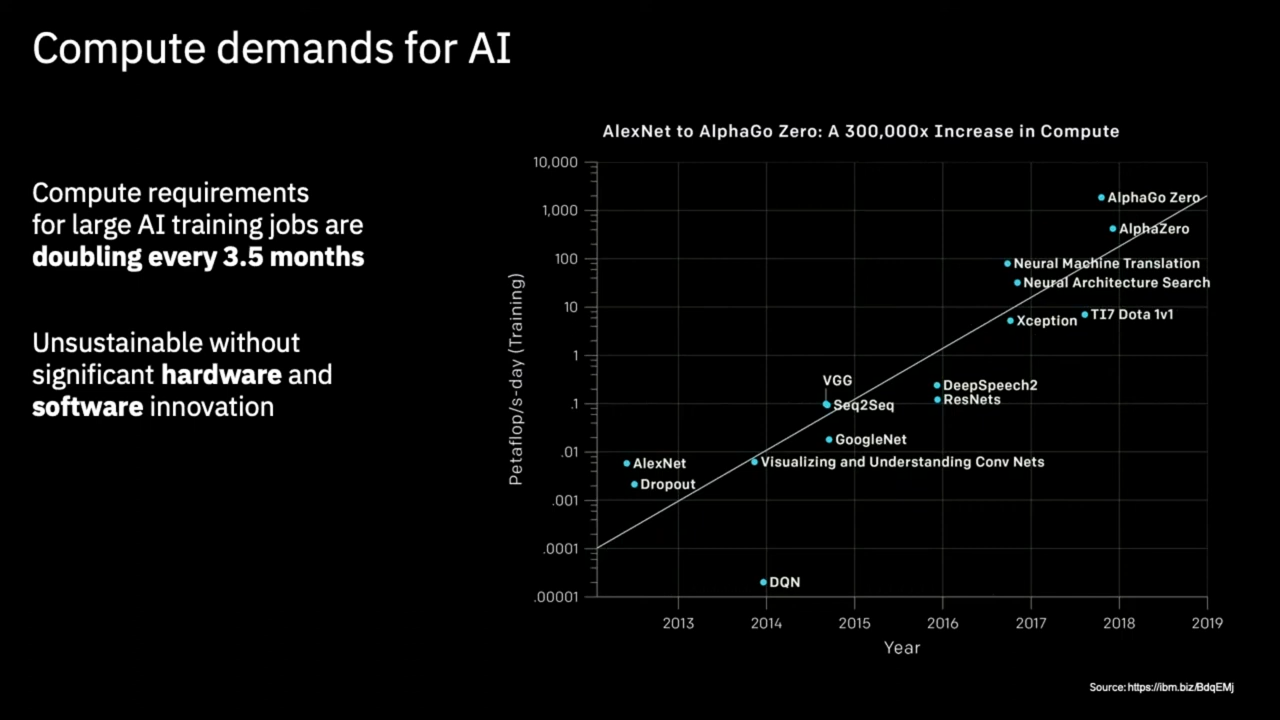 Compute demands for AI
Compute requirements
for large AI training jobs are
doubling every 3.5 months
Unsustainable without
significant hardware and
software innovation
AlexNet to AlphaGo Zero: A 300,000x Increase in Compute
Petaflop/s-day (Training)
10,000
1,000
100
10
1
.1
.01
.001
.0001
.00001
AlphaGo Zero
AlphaZero
Neural Machine Translation
Neural Architecture Search
TI7 Dota 1v1
Xception
VGG
DeepSpeech2
ResNets
Seq2Seq
GoogleNet
Visualizing and Understanding Conv Nets
AlexNet
Dropout
DQN
2013 2014 2015 2016 2017 2018 2019
Year
Source: https://ibm.biz/BdqEMj